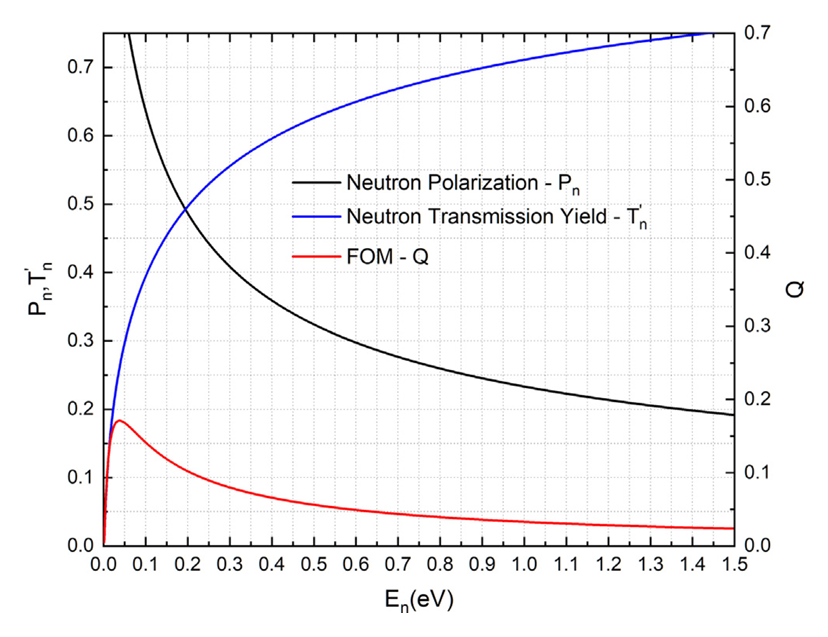 0.7
0.6
0.5
0.4
0.3
0.2
0.1
0.0
Pn, T'n
Neutron Polarization - Pn
Neutron Transmission Yield - T'n
FOM - Q
0.7
0.6
0.5
0.4
0.3
0.2
0.1
0.0
Q
0.0 0.1 0.2 0.3 0.4 0.5 0.6 0.7 0.8 0.9 1.0 1.1 1.2 1.3 1.4 1.5
En(eV)